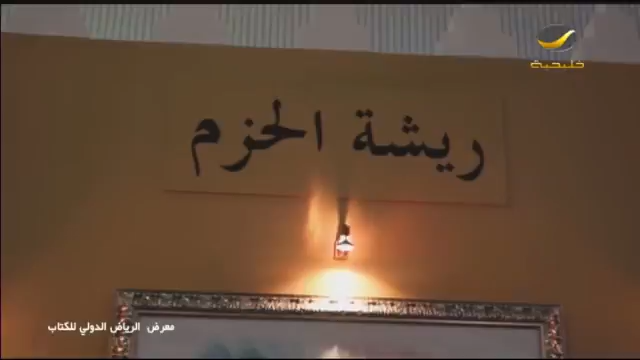 خليجية
ريشة الحزم
معرض الرياض الدولي للكتاب